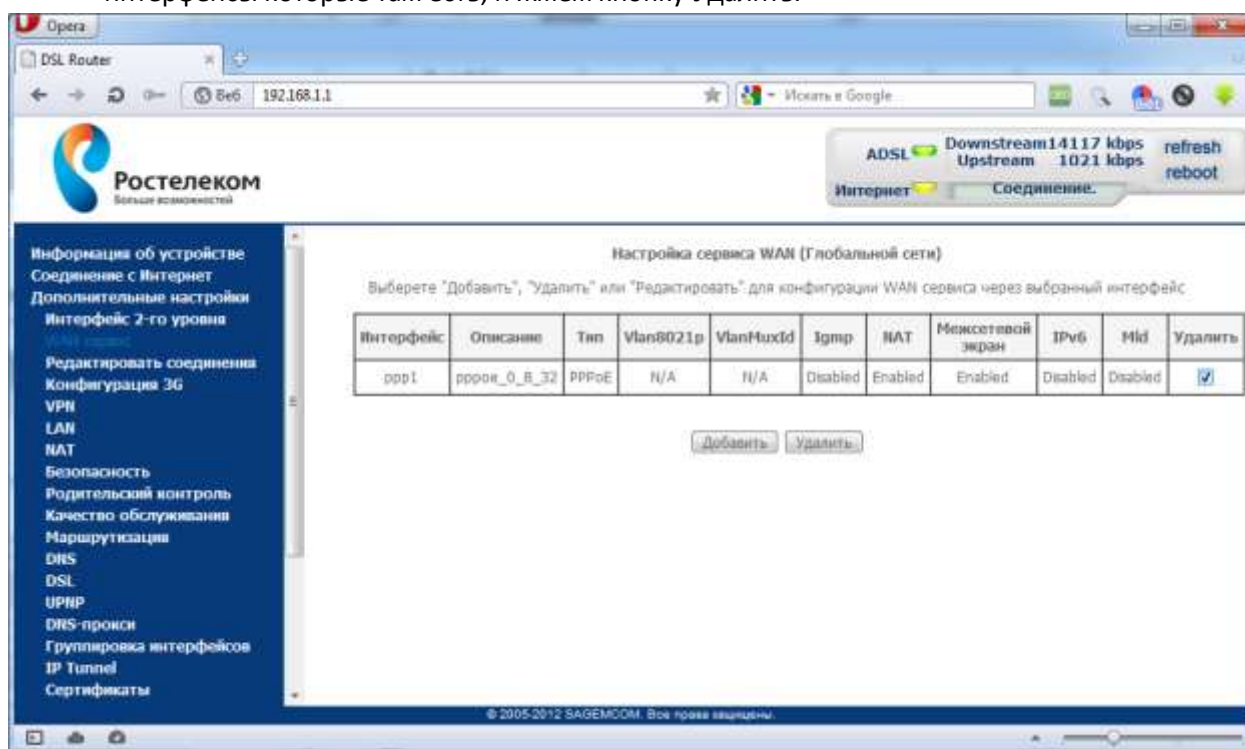 Opera
DSL Router
Веб 192.168.1.1
Искать в Google
Ростелеком
Больше возможностей
ADSL Downstream 14117 kbps
Upstream 1021 kbps
refresh
reboot
Интернет Соединение.
Информация об устройстве
Соединение с Интернет
Дополнительные настройки
Интерфейс 2-го уровня
WAN сервис
Редактировать соединения
Конфигурация 3G
VPN
LAN
NAT
Безопасность
Родительский контроль
Качество обслуживания
Маршрутизация
DNS
DSL
UPNP
DNS-прокси
Группировка интерфейсов
IP Tunnel
Сертификаты
Настройка сервиса WAN (Глобальной сети)
Выберете "Добавить", "Удалить" или "Редактировать" для конфигурации WAN сервиса через выбранный интерфейс
Интерфейс Описание Тип Vlan8021p VlanMuxId Igmp NAT Межсетевой экран IPv6 Mld Удалить
ppp1 pppoe_0_8_32 PPPoE N/A N/A Disabled Enabled Enabled Disabled Disabled
Добавить Удалить
© 2005-2012 SAGEMCOM. Все права защищены.